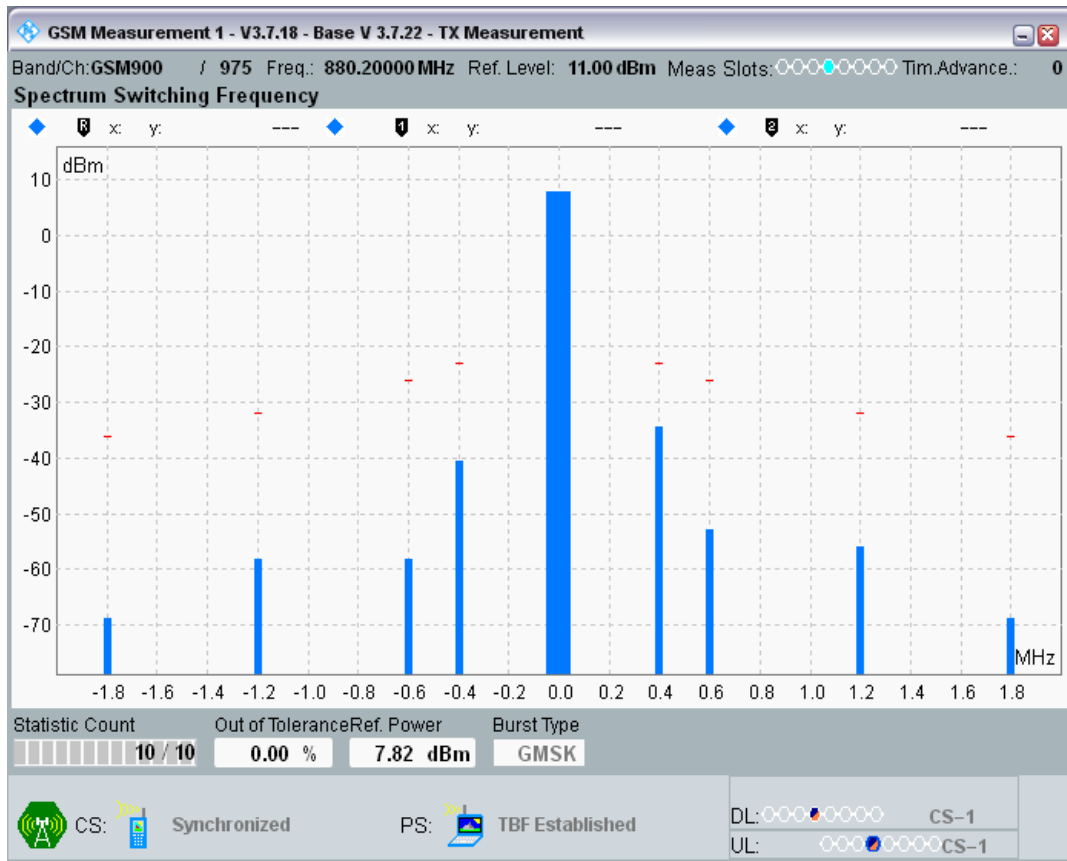 GSM Measurement 1 - V3.7.18 - Base V 3.7.22 - TX Measurement
Band/Ch:GSM900 / 975 Freq.: 880.20000 MHz Ref. Level: 11.00 dBm Meas Slots: Tim.Advance.: 0
Spectrum Switching Frequency
R x: y: --- 1 x: y: --- 2 x: y: ---
dBm
10
0
-10
-20
-30
-40
-50
-60
-70
MHz
-1.8 -1.6 -1.4 -1.2 -1.0 -0.8 -0.6 -0.4 -0.2 0.0 0.2 0.4 0.6 0.8 1.0 1.2 1.4 1.6 1.8
Statistic Count Out of Tolerance Ref. Power Burst Type
10 / 10 0.00 % 7.82 dBm GMSK
CS: Synchronized PS: TBF Established
DL: CS-1
UL: CS-1